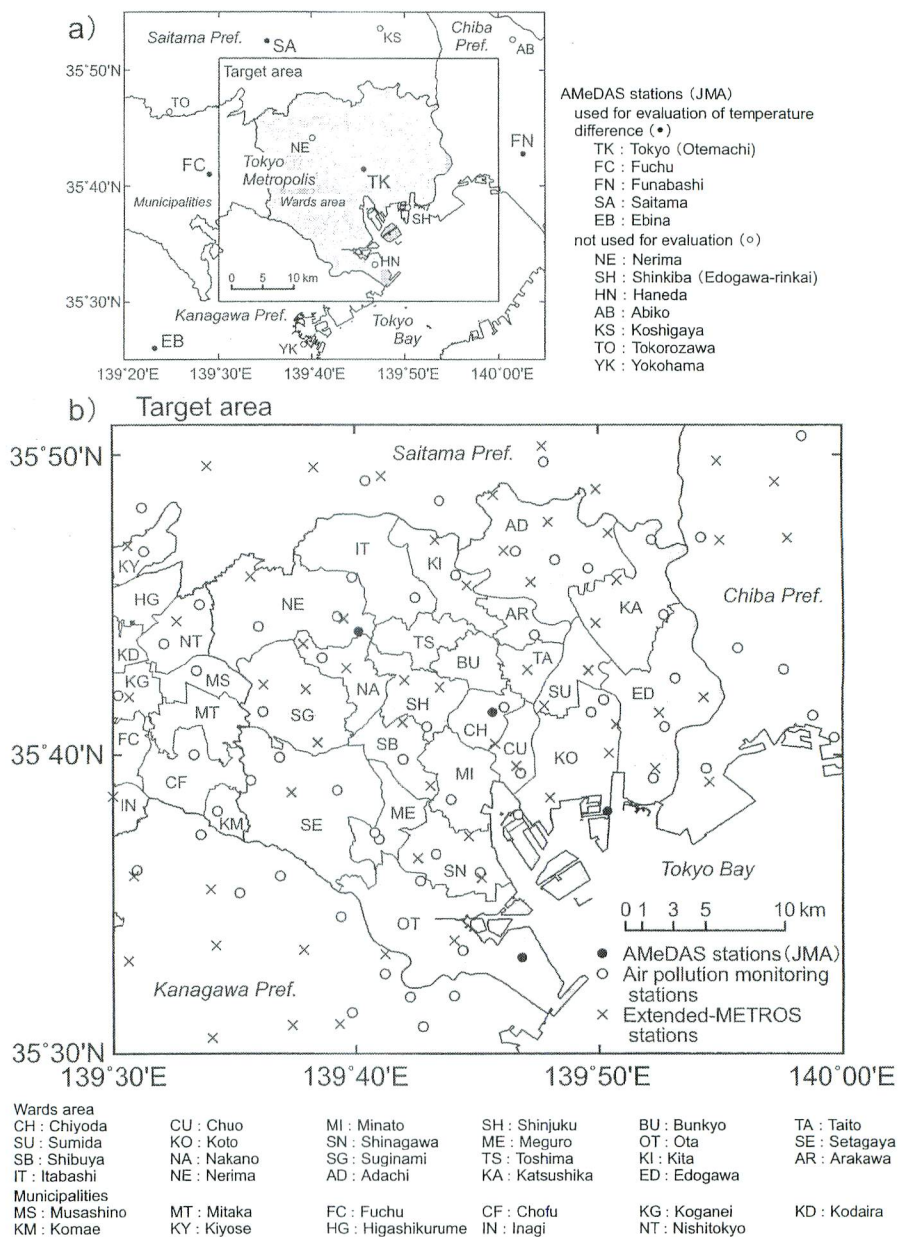 a)
Saitama Pref.
SA
KS
Chiba
Pref.
AB
35°50'N
Target area
TO
NE
FC
Tokyo
Metropolis
TK
FN
35°40'
Municipalities
Wards area
SH
HN
0 5 10 km
35°30'
Kanagawa Pref.
Tokyo
Bay
EB
YK
139°20'E 139°30'E 139°40'E 139°50'E 140°00'E
AMeDAS stations (JMA)
used for evaluation of temperature
difference (•)
TK : Tokyo (Otemachi)
FC : Fuchu
FN : Funabashi
SA : Saitama
EB : Ebina
not used for evaluation (○)
NE : Nerima
SH : Shinkiba (Edogawa-rinkai)
HN : Haneda
AB : Abiko
KS : Koshigaya
TO : Tokorozawa
YK : Yokohama
b) Target area
35°50'N
Saitama Pref.
AD
IT
KI
KY
HG
NE
KA
Chiba Pref.
NT
AR
KD
TS
TA
BU
KG
MS
NA
SU
ED
SH
MT
SG
CH
FC
SB
CU
KO
35°40'
MI
CF
IN
KM
SE
ME
SN
Tokyo Bay
OT
0 1 3 5 10 km
AMeDAS stations(JMA)
Air pollution monitoring
stations
Kanagawa Pref.
× Extended-METROS
stations
35°30'N
139°30'E 139°40'E 139°50'E 140°00'E
Wards area
CH : Chiyoda CU : Chuo MI : Minato SH : Shinjuku BU : Bunkyo TA : Taito
SU : Sumida KO : Koto SN : Shinagawa ME : Meguro OT : Ota SE : Setagaya
SB : Shibuya NA : Nakano SG : Suginami TS : Toshima KI : Kita AR : Arakawa
IT : Itabashi NE : Nerima AD : Adachi KA : Katsushika ED : Edogawa
Municipalities
MS : Musashino MT : Mitaka FC : Fuchu CF : Chofu KG : Koganei KD : Kodaira
KM : Komae KY : Kiyose HG : Higashikurume IN : Inagi NT : Nishitokyo